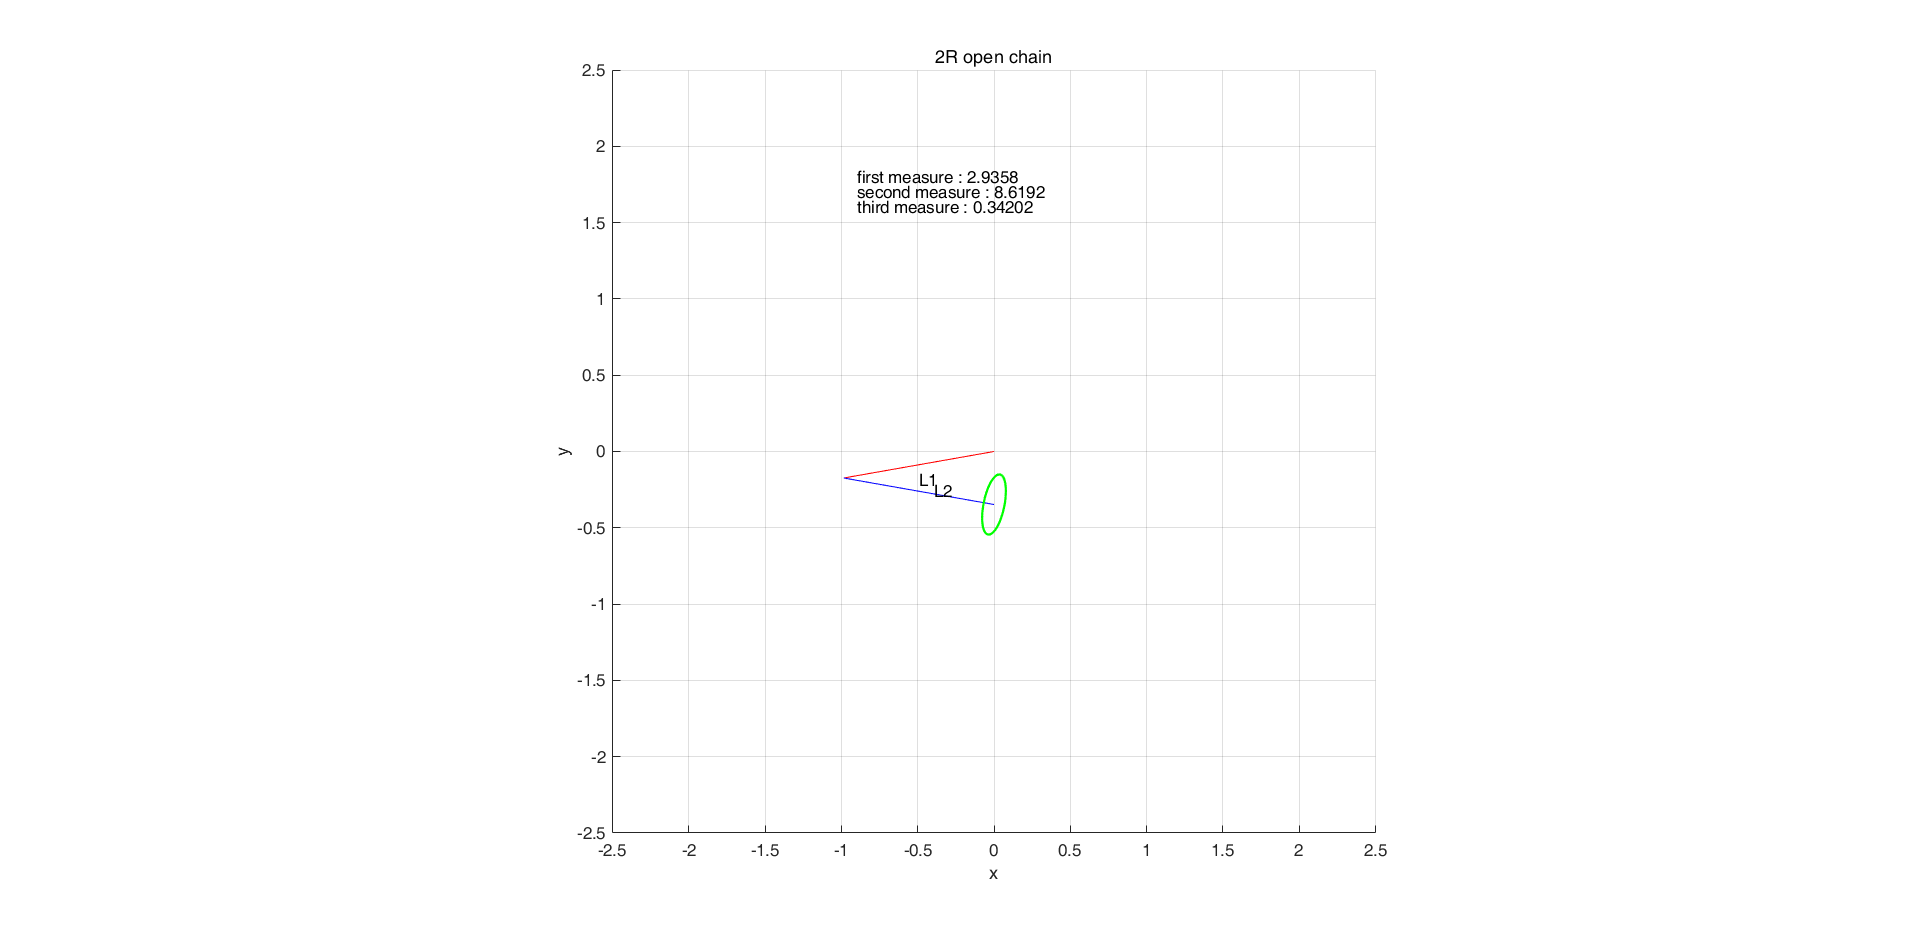 2R open chain
2.5
2
1.5
1
0.5
0
-0.5
-1
-1.5
-2
-2.5
y
first measure : 2.9358
second measure : 8.6192
third measure : 0.34202
L1
L2
-2.5 -2 -1.5 -1 -0.5 0 0.5 1 1.5 2 2.5
x